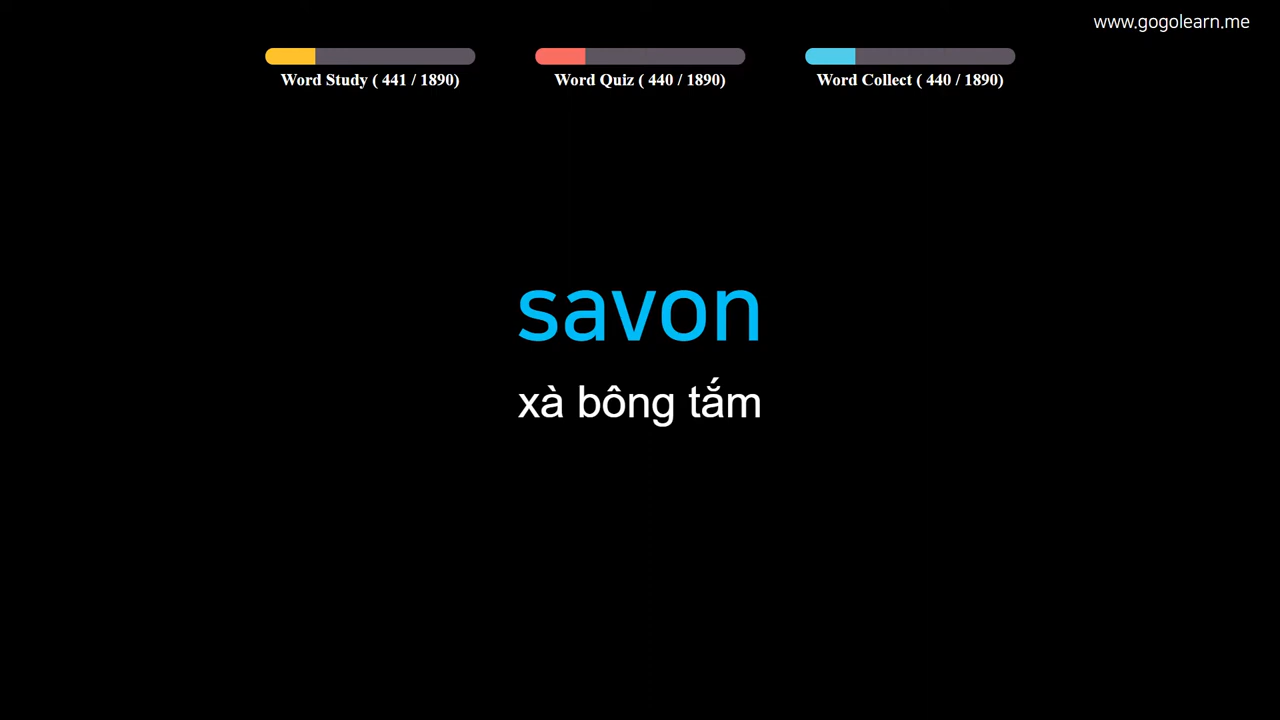 www.gogolearn.me
Word Study ( 441 / 1890)
Word Quiz ( 440 / 1890)
Word Collect ( 440 / 1890)
savon
xà bông tắm